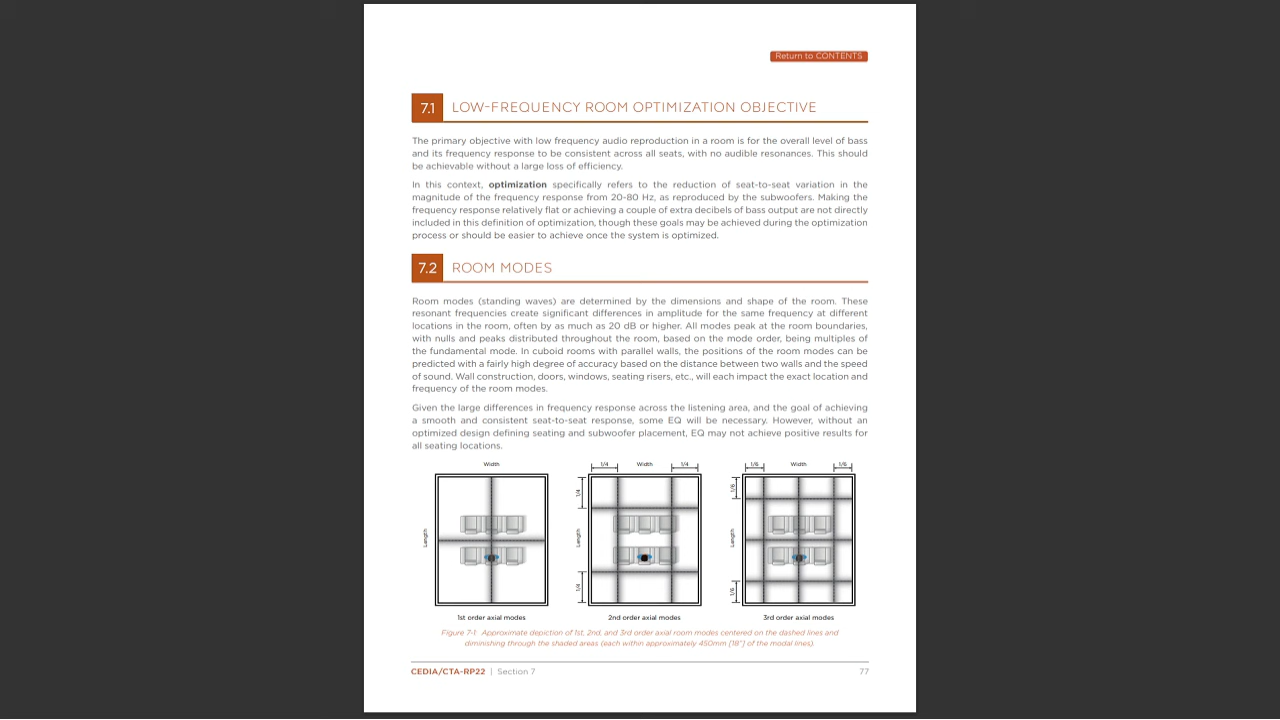 Return to CONTENTS
7.1 LOW-FREQUENCY ROOM OPTIMIZATION OBJECTIVE
The primary objective with low frequency audio reproduction in a room is for the overall level of bass
and its frequency response to be consistent across all seats, with no audible resonances. This should
be achievable without a large loss of efficiency.
In this context, optimization specifically refers to the reduction of seat-to-seat variation in the
magnitude of the frequency response from 20-80 Hz, as reproduced by the subwoofers. Making the
frequency response relatively flat or achieving a couple of extra decibels of bass output are not directly
included in this definition of optimization, though these goals may be achieved during the optimization
process or should be easier to achieve once the system is optimized.
7.2 ROOM MODES
Room modes (standing waves) are determined by the dimensions and shape of the room. These
resonant frequencies create significant differences in amplitude for the same frequency at different
locations in the room, often by as much as 20 dB or higher. All modes peak at the room boundaries,
with nulls and peaks distributed throughout the room, based on the mode order, being multiples of
the fundamental mode. In cuboid rooms with parallel walls, the positions of the room modes can be
predicted with a fairly high degree of accuracy based on the distance between two walls and the speed
of sound. Wall construction, doors, windows, seating risers, etc., will each impact the exact location and
frequency of the room modes.
Given the large differences in frequency response across the listening area, and the goal of achieving
a smooth and consistent seat-to-seat response, some EQ will be necessary. However, without an
optimized design defining seating and subwoofer placement, EQ may not achieve positive results for
all seating locations.
Width
Length
1st order axial modes
1/4 Width 1/4
1/4
Length
1/4
2nd order axial modes
1/6 Width 1/6
1/6
Length
1/6
3rd order axial modes
Figure 7-1 Approximate depiction of 1st, 2nd, and 3rd order axial room modes centered on the dashed lines and
diminishing through the shaded areas (each within approximately 450mm [18"] of the modal lines).
CEDIA/CTA-RP22 | Section 7 77